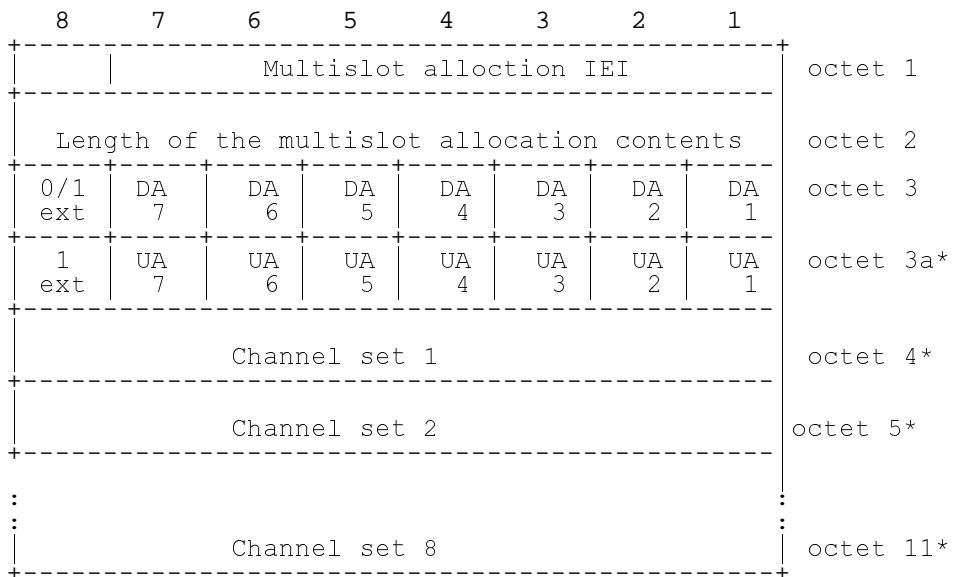 8 7 6 5 4 3 2 1
Multislot alloction IEI octet 1
Length of the multislot allocation contents octet 2
0/1 DA DA DA DA DA DA DA octet 3
ext 7 6 5 4 3 2 1
1 UA UA UA UA UA UA UA octet 3a*
ext 7 6 5 4 3 2 1
Channel set 1 octet 4*
Channel set 2 octet 5*
:
:
Channel set 8 octet 11*